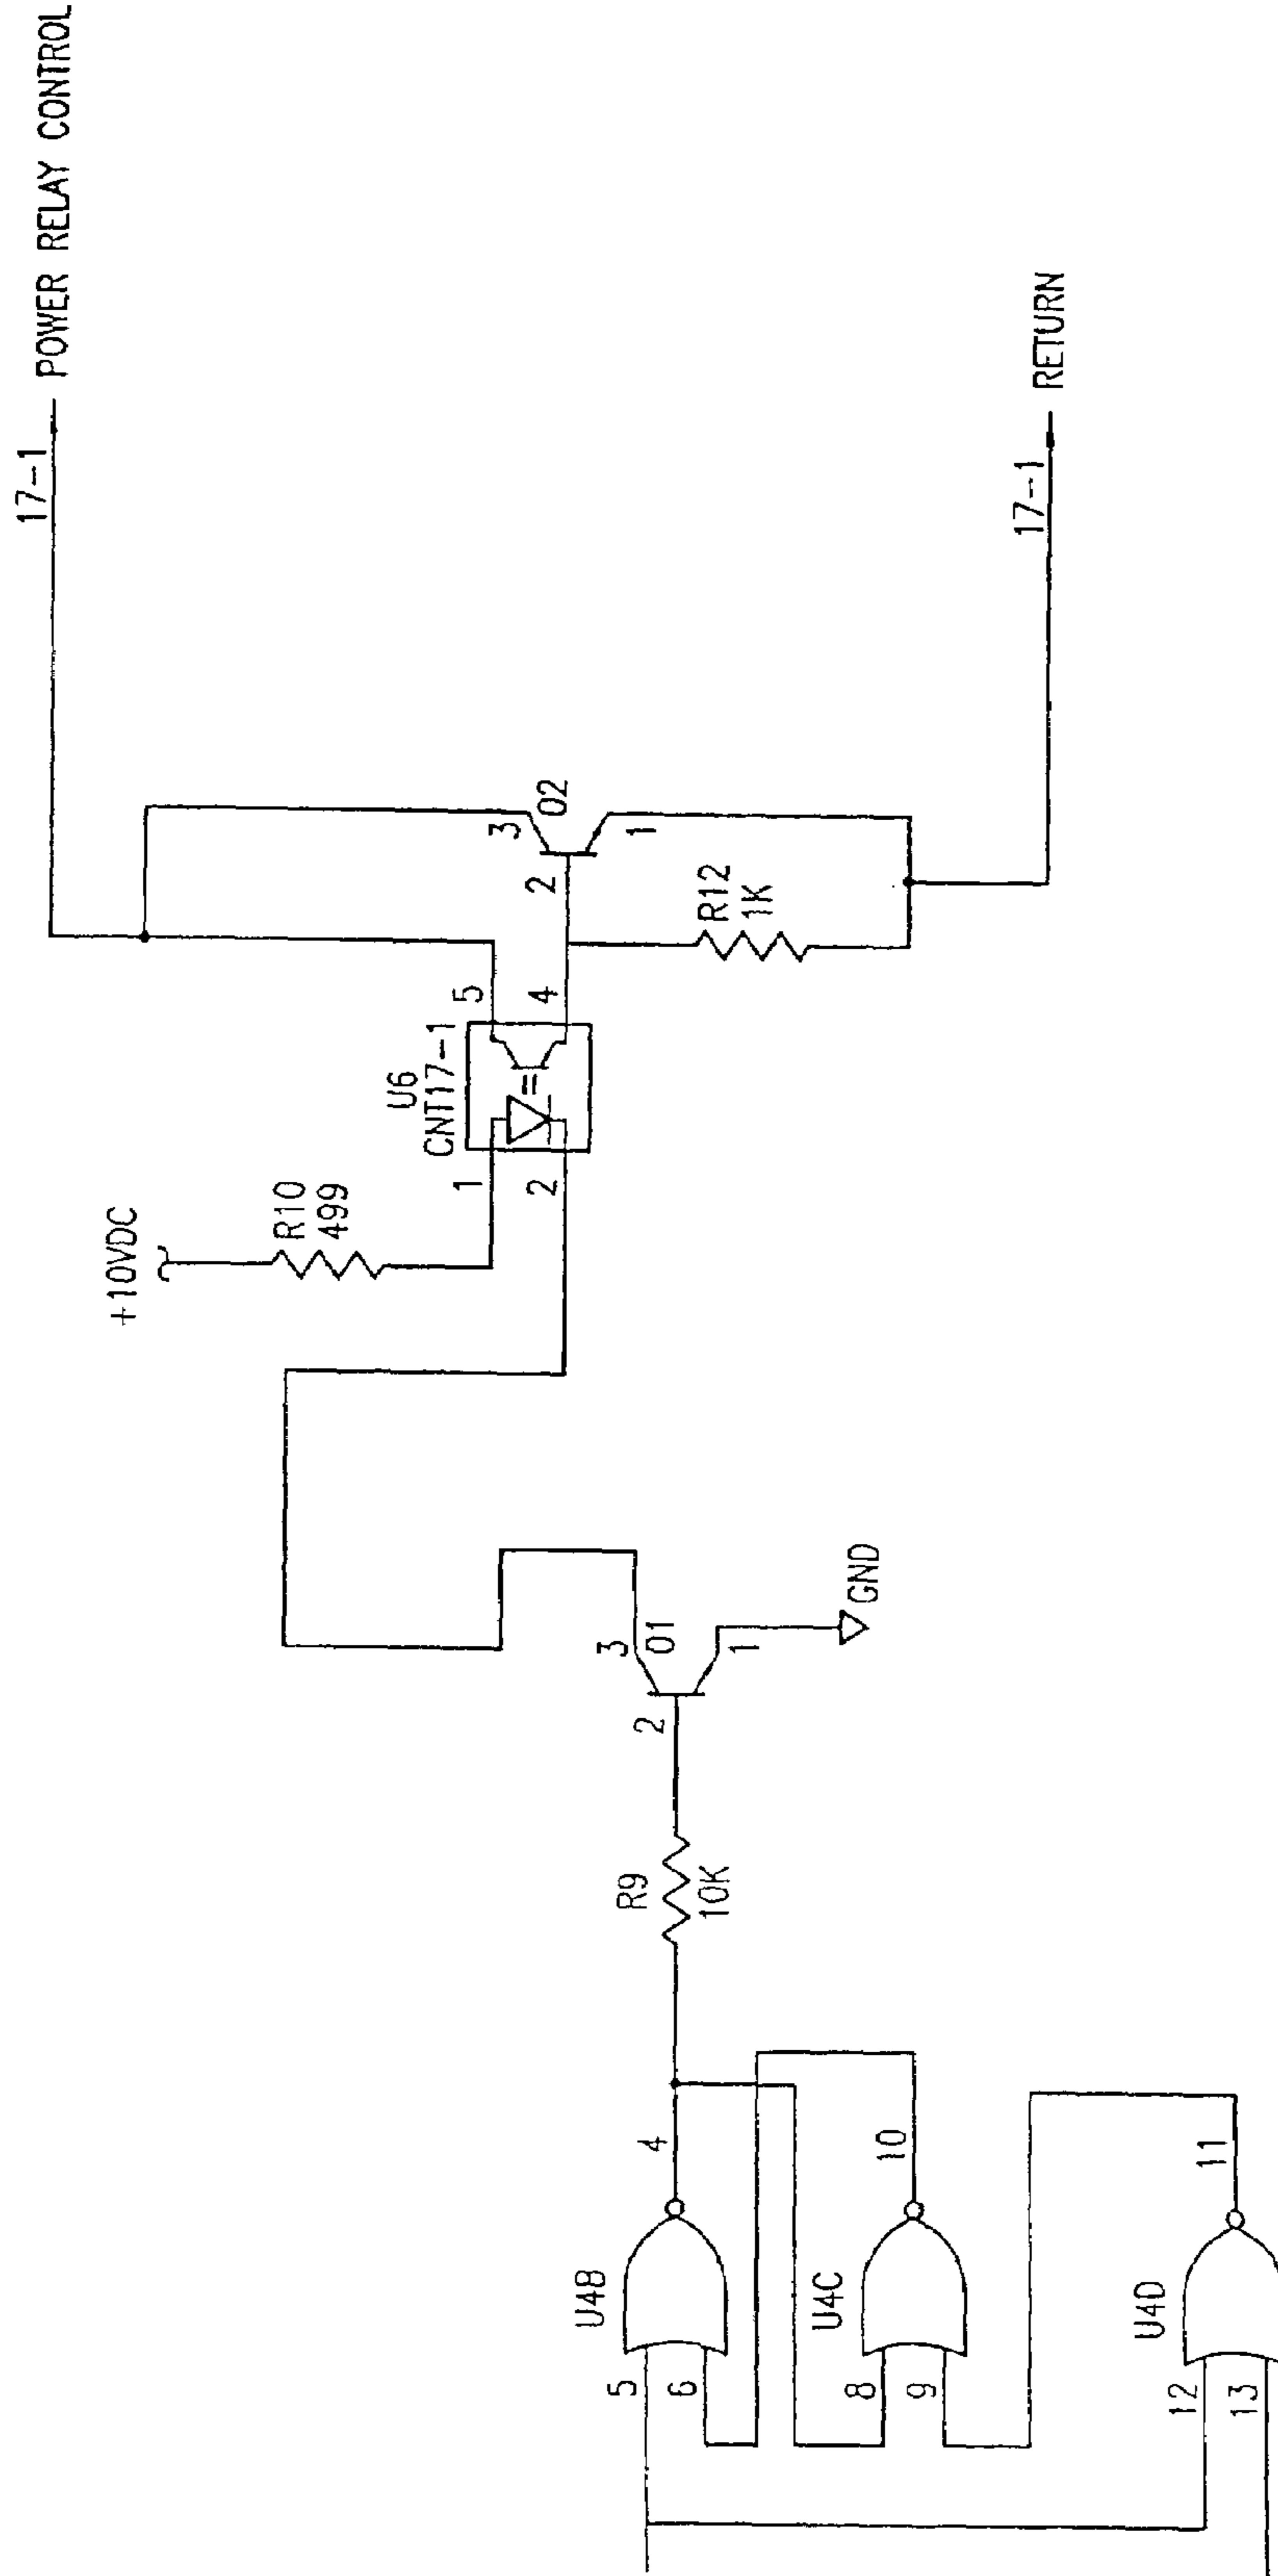 17-1
POWER RELAY CONTROL
+10VDC
R10
499
U6
CNT17-1
1
2
5
4
3
02
2
1
R12
1K
17-1
RETURN
3
01
2
1
GND
R9
10K
U4B
5
6
4
U4C
8
9
10
U4D
12
13
11